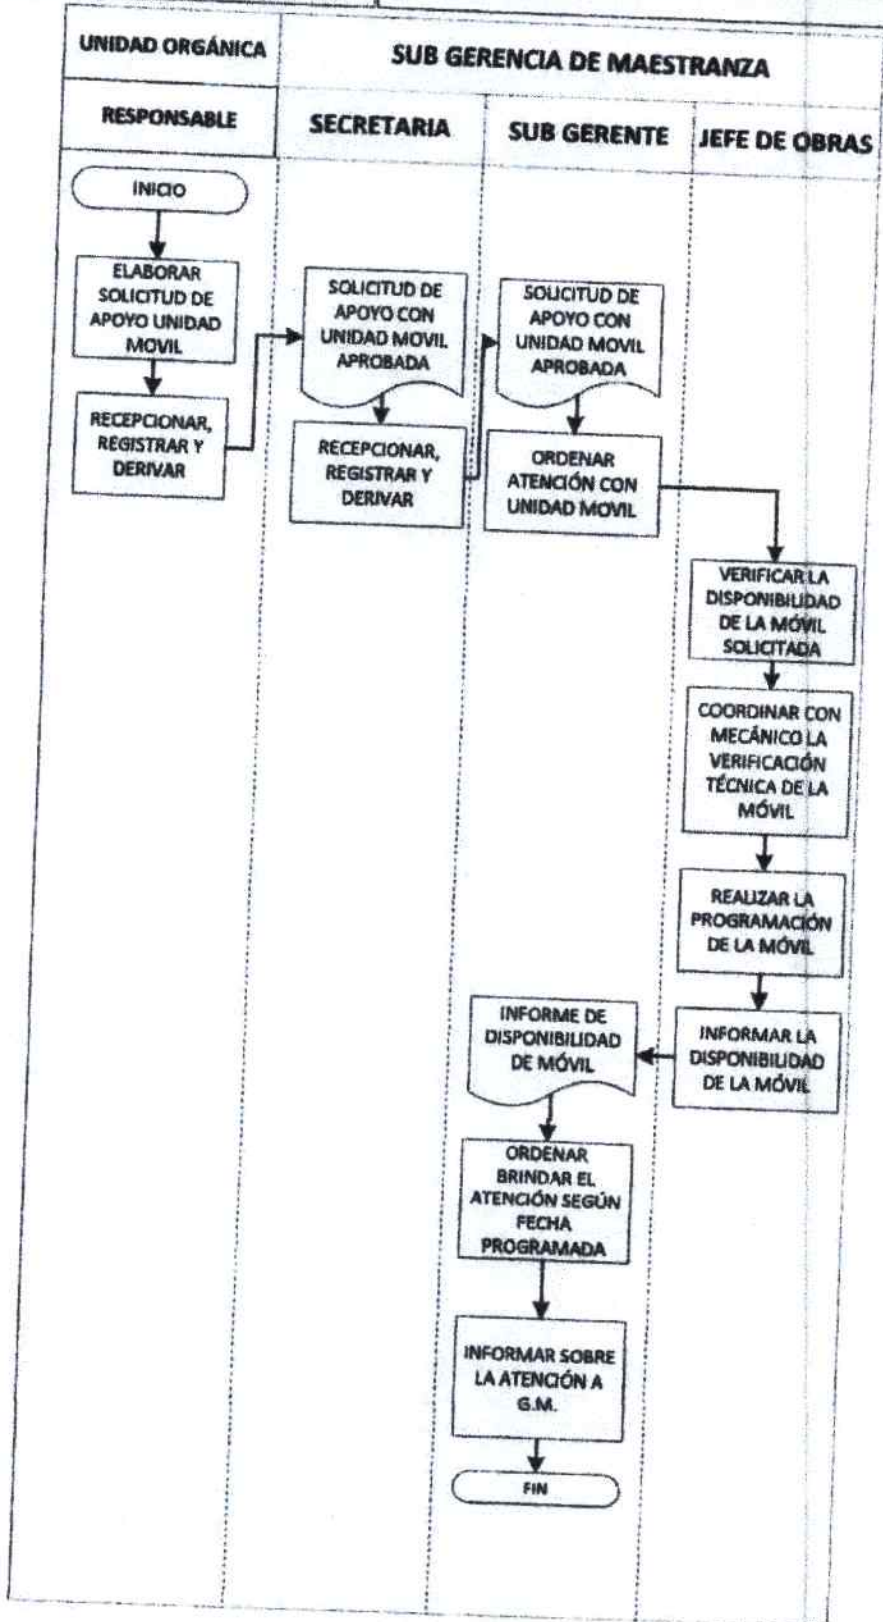 UNIDAD ORGÁNICA
SUB GERENCIA DE MAESTRANZA
RESPONSABLE
SECRETARIA
SUB GERENTE
JEFE DE OBRAS
INICIO
ELABORAR
SOLICITUD DE
APOYO UNIDAD
MOVIL
RECEPCIONAR,
REGISTRAR Y
DERIVAR
SOLICITUD DE
APOYO CON
UNIDAD MOVIL
APROBADA
RECEPCIONAR,
REGISTRAR Y
DERIVAR
SOLICITUD DE
APOYO CON
UNIDAD MOVIL
APROBADA
ORDENAR
ATENCIÓN CON
UNIDAD MOVIL
VERIFICAR LA
DISPONIBILIDAD
DE LA MÓVIL
SOLICITADA
COORDINAR CON
MECÁNICO LA
VERIFICACIÓN
TÉCNICA DE LA
MÓVIL
REALIZAR LA
PROGRAMACIÓN
DE LA MÓVIL
INFORMAR LA
DISPONIBILIDAD
DE LA MÓVIL
INFORME DE
DISPONIBILIDAD
DE MÓVIL
ORDENAR
BRINDAR EL
ATENCIÓN SEGÚN
FECHA
PROGRAMADA
INFORMAR SOBRE
LA ATENCIÓN A
G.M.
FIN